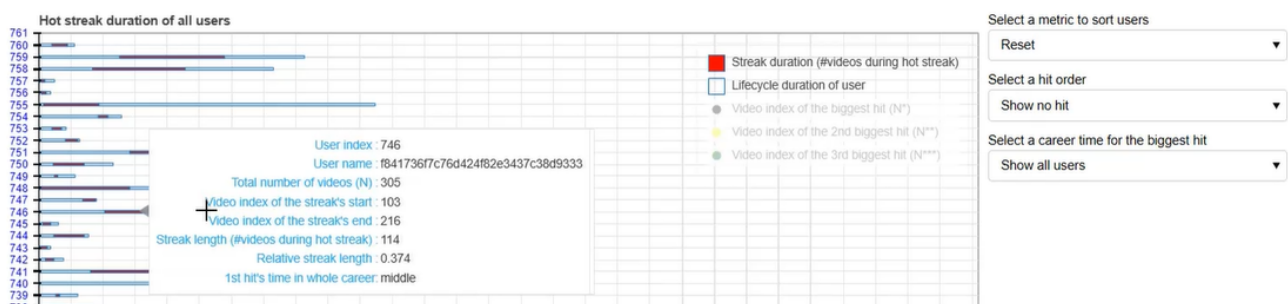 Hot streak duration of all users
761
760
759
758
757
756
755
754
753
752
751
750
749
748
747
746
745
744
743
742
741
740
739
Streak duration (#videos during hot streak)
Lifecycle duration of user
Video index of the biggest hit (N*)
Video index of the 2nd biggest hit (N**)
Video index of the 3rd biggest hit (N***)
User index : 746
User name : f841736f7c76d424f82e3437c38d9333
Total number of videos (N) : 305
Video index of the streak's start : 103
Video index of the streak's end : 216
Streak length (#videos during hot streak) : 114
Relative streak length : 0.374
1st hit's time in whole career: middle
Select a metric to sort users
Reset
Select a hit order
Show no hit
Select a career time for the biggest hit
Show all users